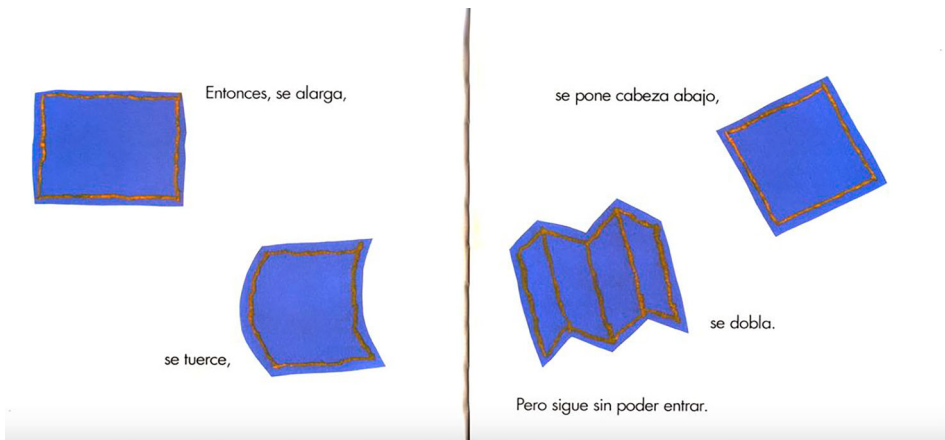 Entonces, se alarga,
se tuerce,
se pone cabeza abajo,
se dobla.
Pero sigue sin poder entrar.